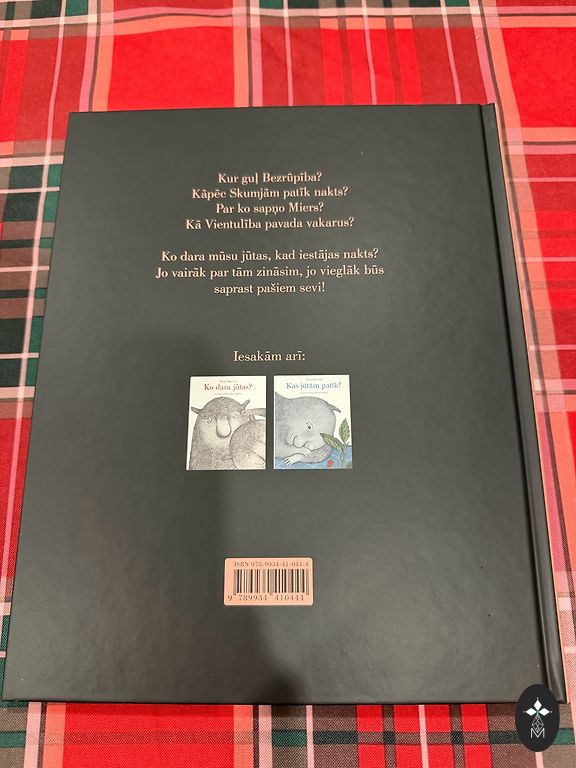 Kur guļ Bezrūpība?
Kāpēc Skumjām patīk nakts?
Par ko sapņo Miers?
Kā Vientulība pavada vakarus?
Ko dara mūsu jūtas, kad iestājas nakts?
Jo vairāk par tām zināsim, jo vieglāk būs
saprast pašiem sevi!
Iesakām arī:
Ko dara jūtas?
Kas jūtām patīk?
ISBN 978-9934-41-044-4
9 789934 410444